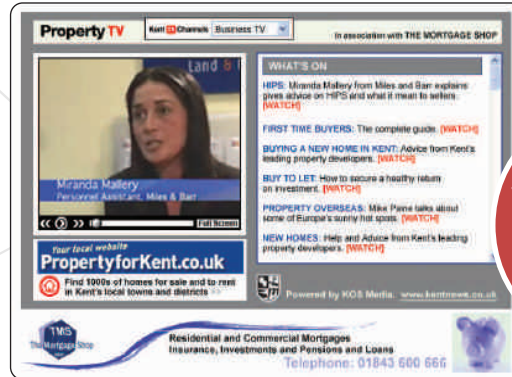 Property TV
Kent TV Channels Business TV
In association with THE MORTGAGE SHOP
Land &
Miranda Mallery
Personnel Assistant, Miles & Barr
Full Screen
WHAT'S ON
HIPS: Miranda Mallery from Miles and Barr explains
gives advice on HIPS and what it mean to sellers.
[WATCH]
FIRST TIME BUYERS: The complete guide. [WATCH]
BUYING A NEW HOME IN KENT: Advice from Kent's
leading property developers. [WATCH]
BUY TO LET: How to secure a healthy return
on investment. [WATCH]
PROPERTY OVERSEAS: Mike Paine talks about
some of Europe's sunny hot spots. [WATCH]
NEW HOMES: Help and Advice from Kent's leading
property developers. [WATCH]
Your local website
PropertyforKent.co.uk
Find 1000s of homes for sale and to rent
in Kent's local towns and districts
Powered by KOS Media. www.kentnews.co.uk
TMS
The Mortgage Shop
Residential and Commercial Mortgages
Insurance, Investments and Pensions and Loans
Telephone: 01843 600 666